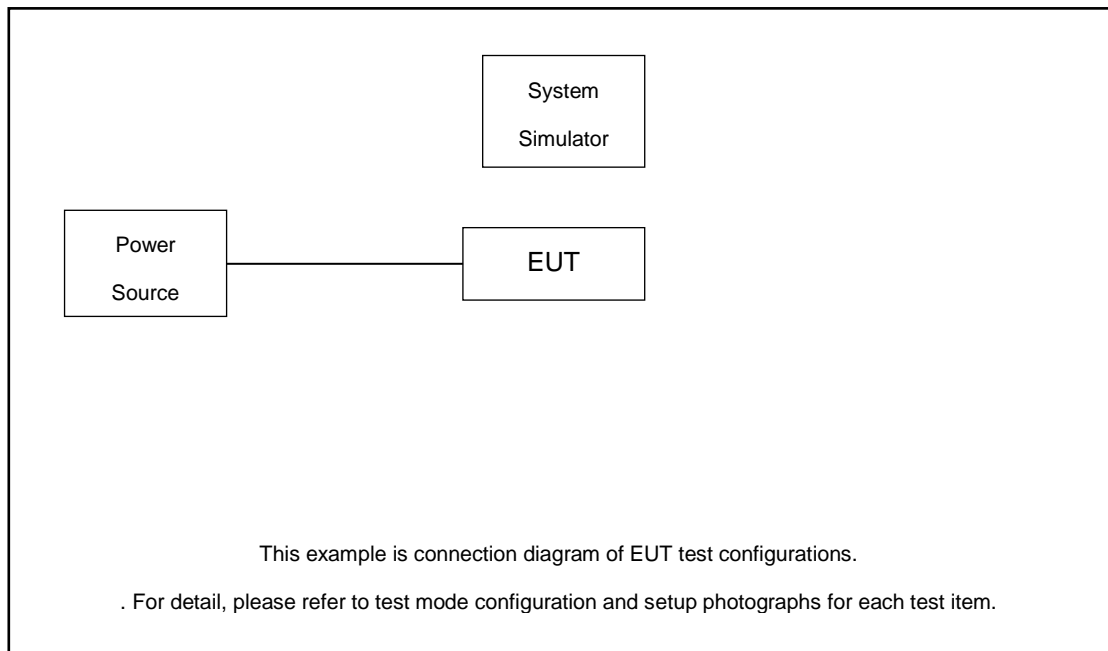 System
Simulator
Power
Source
EUT
This example is connection diagram of EUT test configurations.
. For detail, please refer to test mode configuration and setup photographs for each test item.